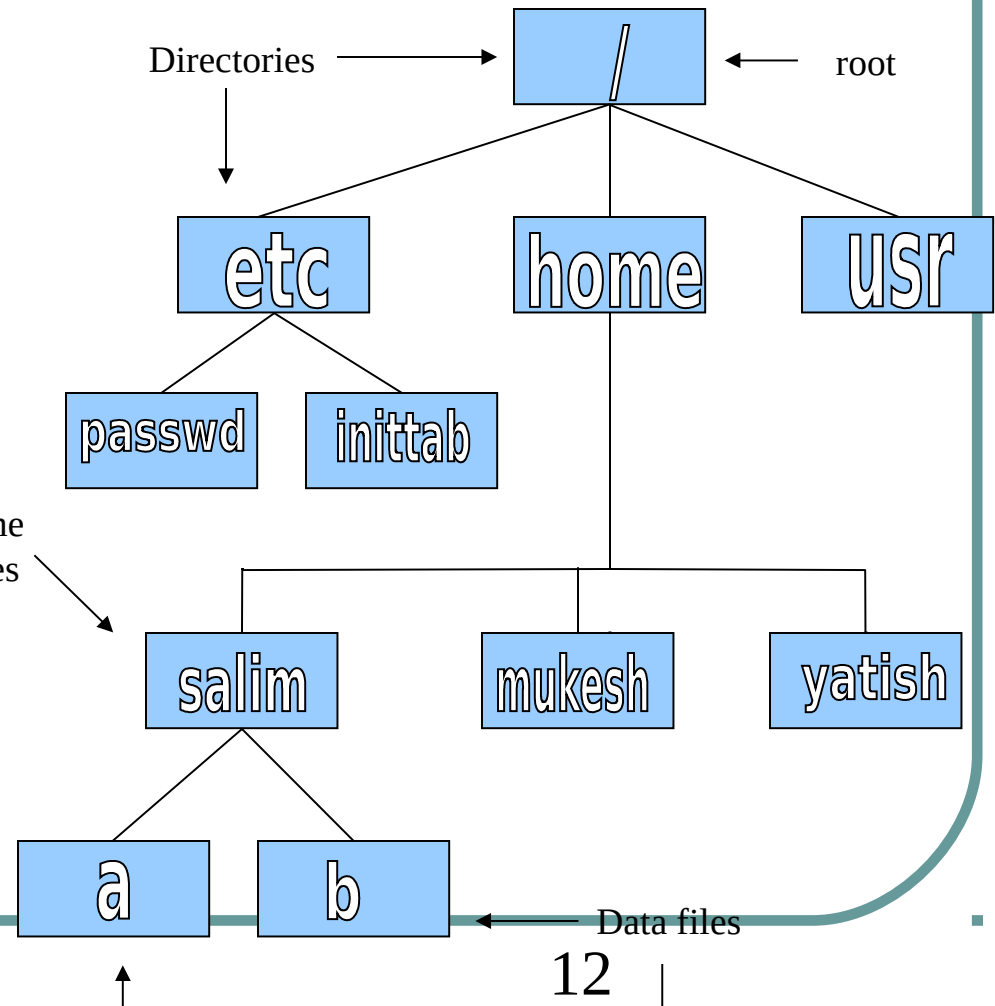 /
Directories
root
etc
home
usr
passwd
inittab
salim
mukesh
yatish
a
b
Data files
12